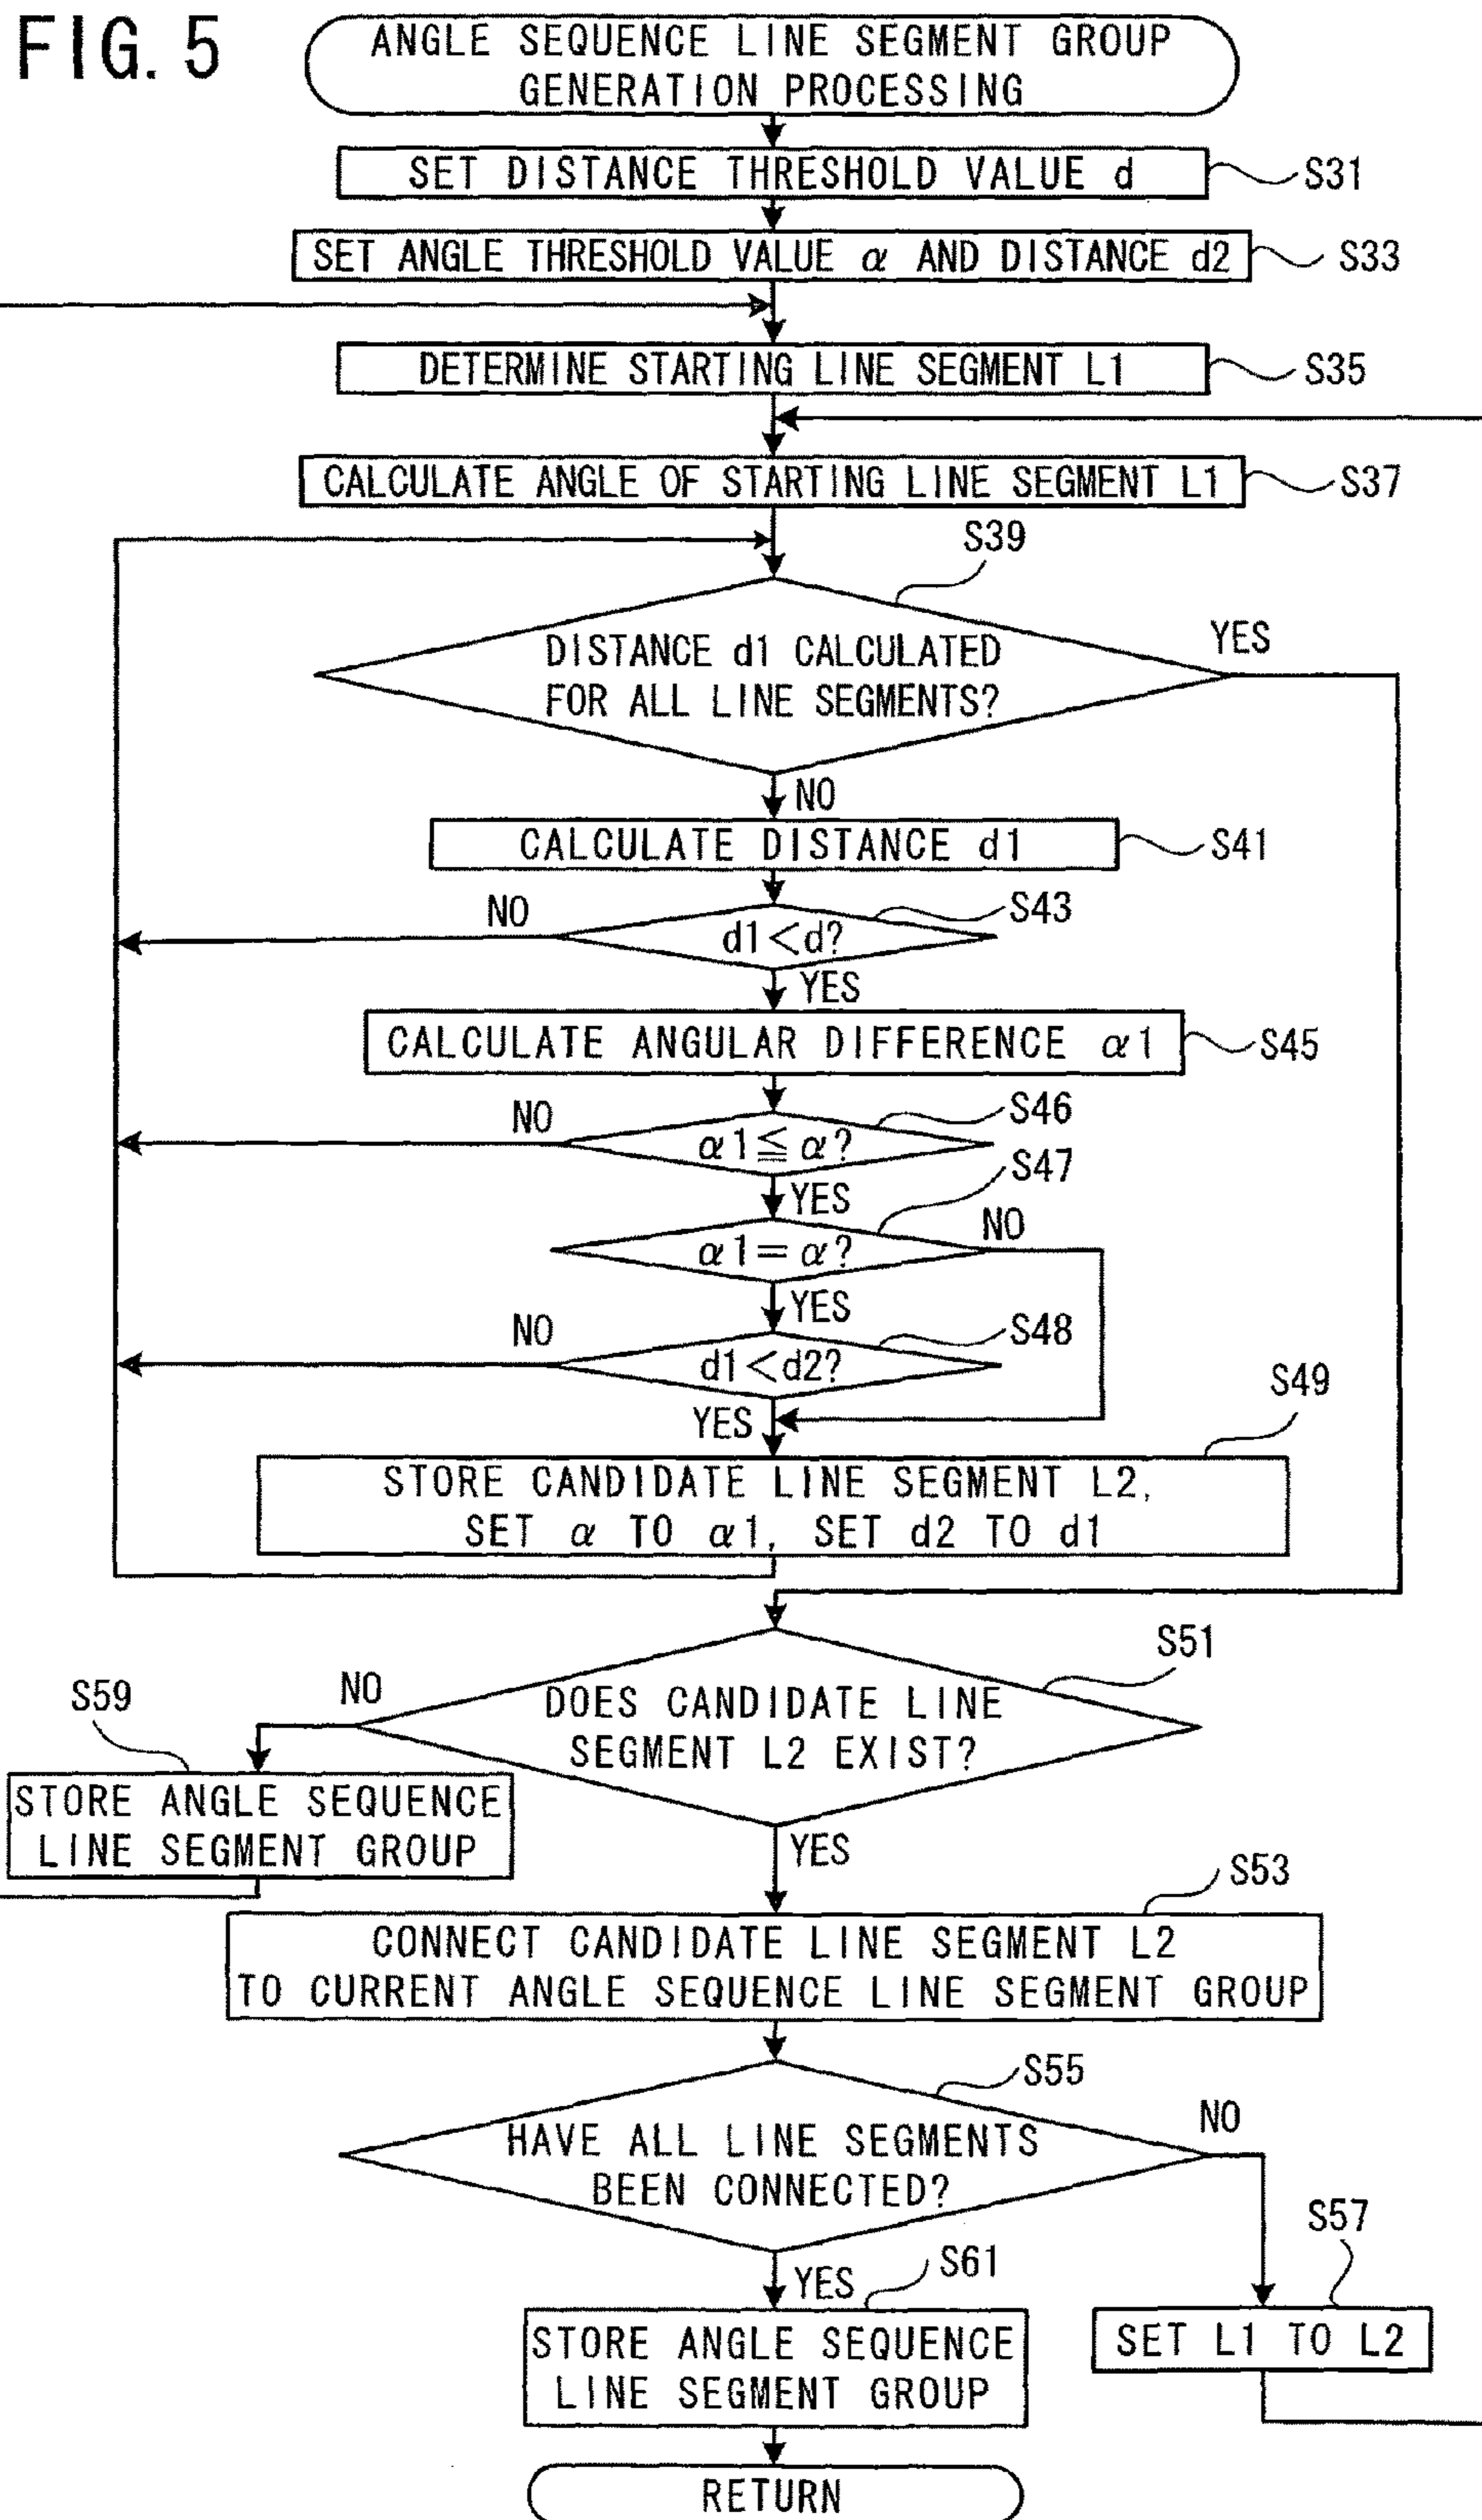 FIG. 5
ANGLE SEQUENCE LINE SEGMENT GROUP
GENERATION PROCESSING
SET DISTANCE THRESHOLD VALUE d
S31
SET ANGLE THRESHOLD VALUE α AND DISTANCE d2
S33
DETERMINE STARTING LINE SEGMENT L1
S35
CALCULATE ANGLE OF STARTING LINE SEGMENT L1
S37
S39
DISTANCE d1 CALCULATED
FOR ALL LINE SEGMENTS?
YES
NO
CALCULATE DISTANCE d1
S41
NO
S43
d1<d?
YES
CALCULATE ANGULAR DIFFERENCE α1
S45
NO
S46
α1≦α?
S47
YES
NO
α1=α?
YES
NO
S48
d1<d2?
S49
YES
STORE CANDIDATE LINE SEGMENT L2,
SET α TO α1, SET d2 TO d1
S51
NO
S59
DOES CANDIDATE LINE
SEGMENT L2 EXIST?
STORE ANGLE SEQUENCE
LINE SEGMENT GROUP
YES
S53
CONNECT CANDIDATE LINE SEGMENT L2
TO CURRENT ANGLE SEQUENCE LINE SEGMENT GROUP
S55
NO
HAVE ALL LINE SEGMENTS
BEEN CONNECTED?
S57
S61
YES
STORE ANGLE SEQUENCE
LINE SEGMENT GROUP
SET L1 TO L2
RETURN